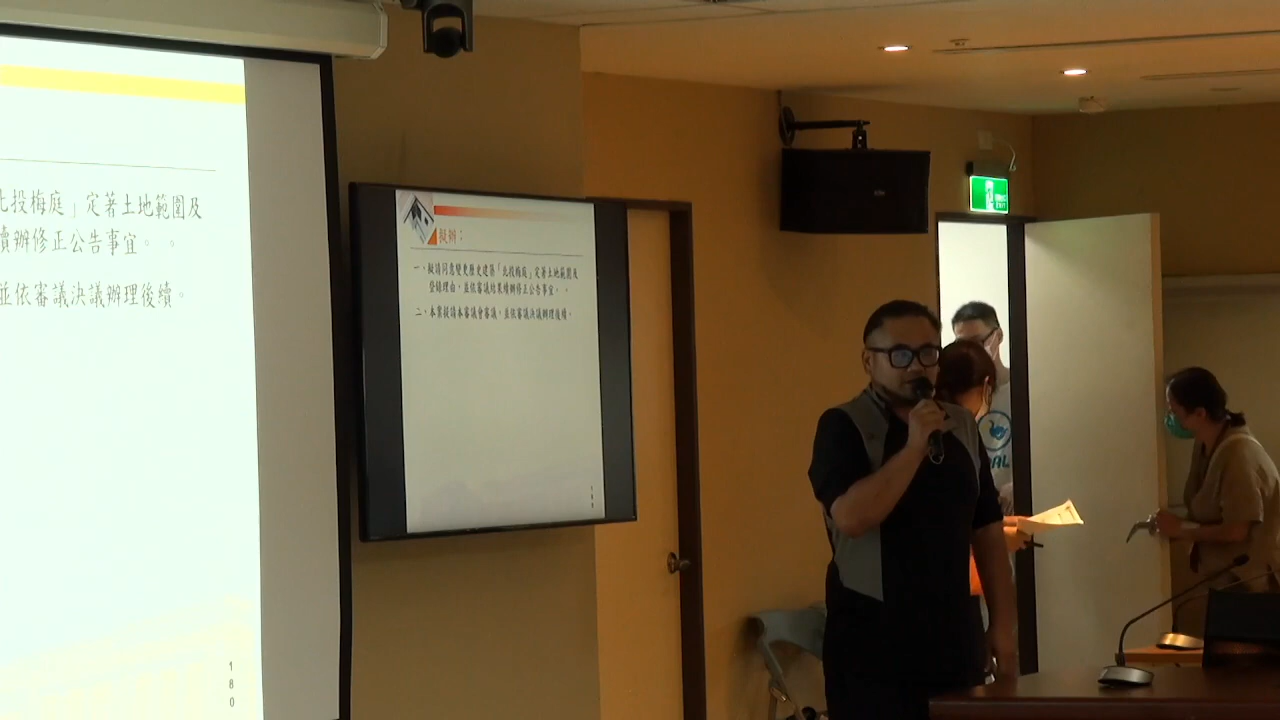 北投梅庭」定著土地範圍及
續辦修正公告事宜。 。
並依審議決議辦理後續。
180
擬辦：
一、擬請同意變更歷史建築「北投梅庭」定著土地範圍及
登錄理由，並依審議結果續辦修正公告事宜。 。
二、本案擬請本審議會審議，並依審議決議辦理後續。
180
EXIT